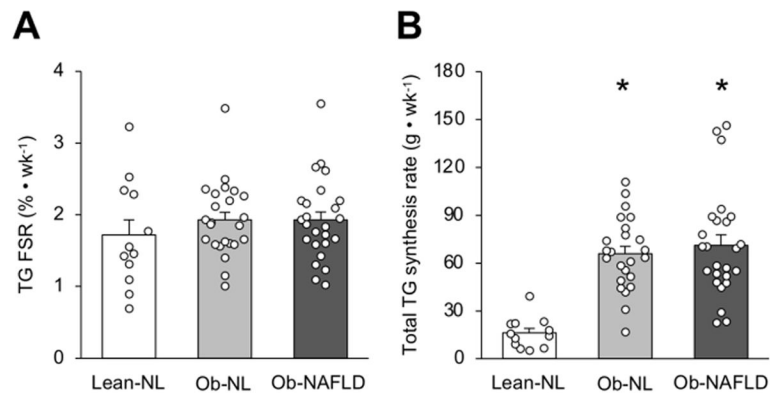 A
TG FSR (% • wk⁻¹)
4
3
2
1
0
Lean-NL
Ob-NL
Ob-NAFLD
B
Total TG synthesis rate (g • wk⁻¹)
180
150
120
90
60
30
0
*
*
Lean-NL
Ob-NL
Ob-NAFLD